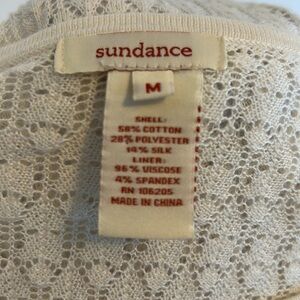 sundance
M
SHELL:
58% COTTON
28% POLYESTER
14% SILK
LINER:
96% VISCOSE
4% SPANDEX
RN 106205
MADE IN CHINA